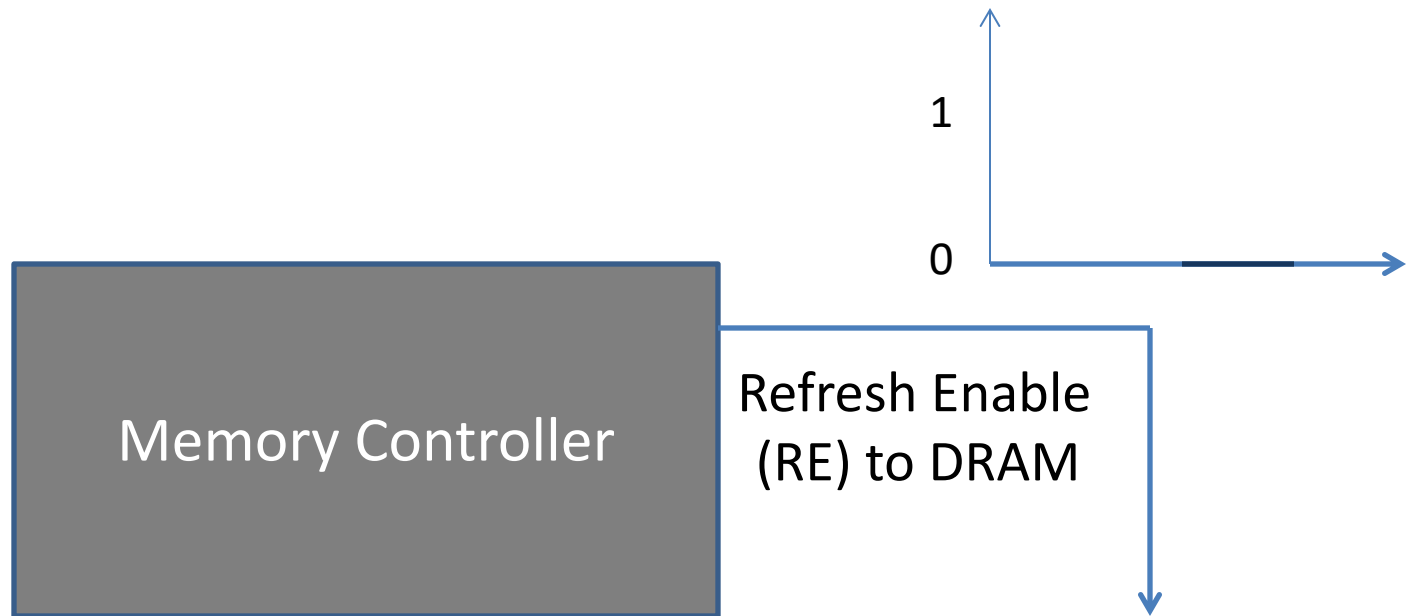 1
0
Memory Controller
Refresh Enable
(RE) to DRAM